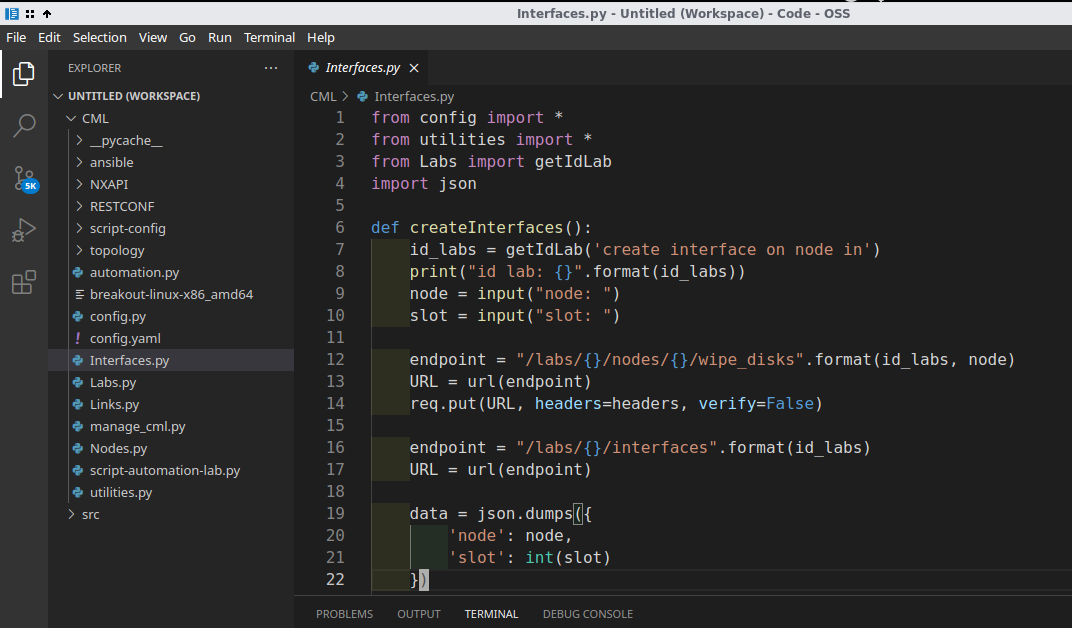 Interfaces.py - Untitled (Workspace) - Code - OSS
File Edit Selection View Go Run Terminal Help
EXPLORER
UNTITLED (WORKSPACE)
CML
__pycache__
ansible
NXAPI
RESTCONF
script-config
topology
automation.py
breakout-linux-x86_amd64
config.py
config.yaml
Interfaces.py
Labs.py
Links.py
manage_cml.py
Nodes.py
script-automation-lab.py
utilities.py
src
5K
Interfaces.py
CML > Interfaces.py
1 from config import *
2 from utilities import *
3 from Labs import getIdLab
4 import json
5
6 def createInterfaces():
7     id_labs = getIdLab('create interface on node in')
8     print("id lab: {}".format(id_labs))
9     node = input("node: ")
10     slot = input("slot: ")
11
12     endpoint = "/labs/{}/nodes/{}/wipe_disks".format(id_labs, node)
13     URL = url(endpoint)
14     req.put(URL, headers=headers, verify=False)
15
16     endpoint = "/labs/{}/interfaces".format(id_labs)
17     URL = url(endpoint)
18
19     data = json.dumps({
20         'node': node,
21         'slot': int(slot)
22     })
PROBLEMS OUTPUT TERMINAL DEBUG CONSOLE